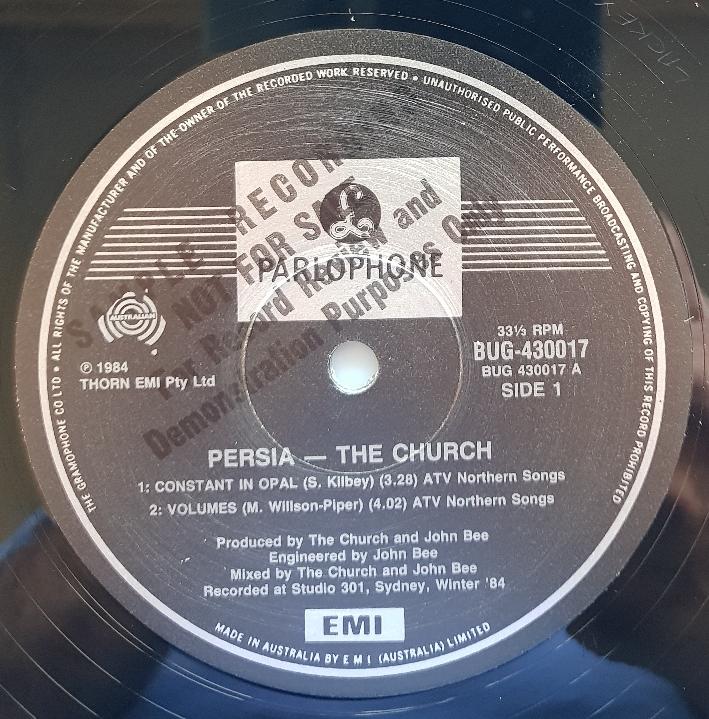 THE GRAMOPHONE CO LTD • ALL RIGHTS OF THE MANUFACTURER AND OF THE OWNER OF THE RECORDED WORK RESERVED • UNAUTHORISED PUBLIC PERFORMANCE BROADCASTING AND COPYING OF THIS RECORD PROHIBITED
SAMPLE RECORD
NOT FOR SALE
For Record Review and
Demonstration Purposes Only
PARLOPHONE
AUSTRALIAN
℗ 1984
THORN EMI Pty Ltd
33⅓ RPM
BUG-430017
BUG 430017 A
SIDE 1
PERSIA — THE CHURCH
1: CONSTANT IN OPAL (S. Kilbey) (3.28) ATV Northern Songs
2: VOLUMES (M. Willson-Piper) (4.02) ATV Northern Songs
Produced by The Church and John Bee
Engineered by John Bee
Mixed by The Church and John Bee
Recorded at Studio 301, Sydney, Winter '84
EMI
MADE IN AUSTRALIA BY E M I (AUSTRALIA) LIMITED